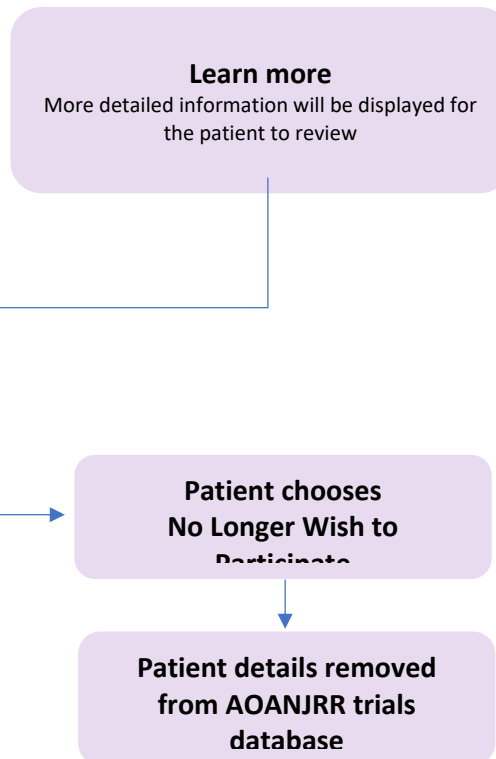 Learn more
More detailed information will be displayed for
the patient to review
Patient chooses
No Longer Wish to
Participate
Patient details removed
from AOANJRR trials
database